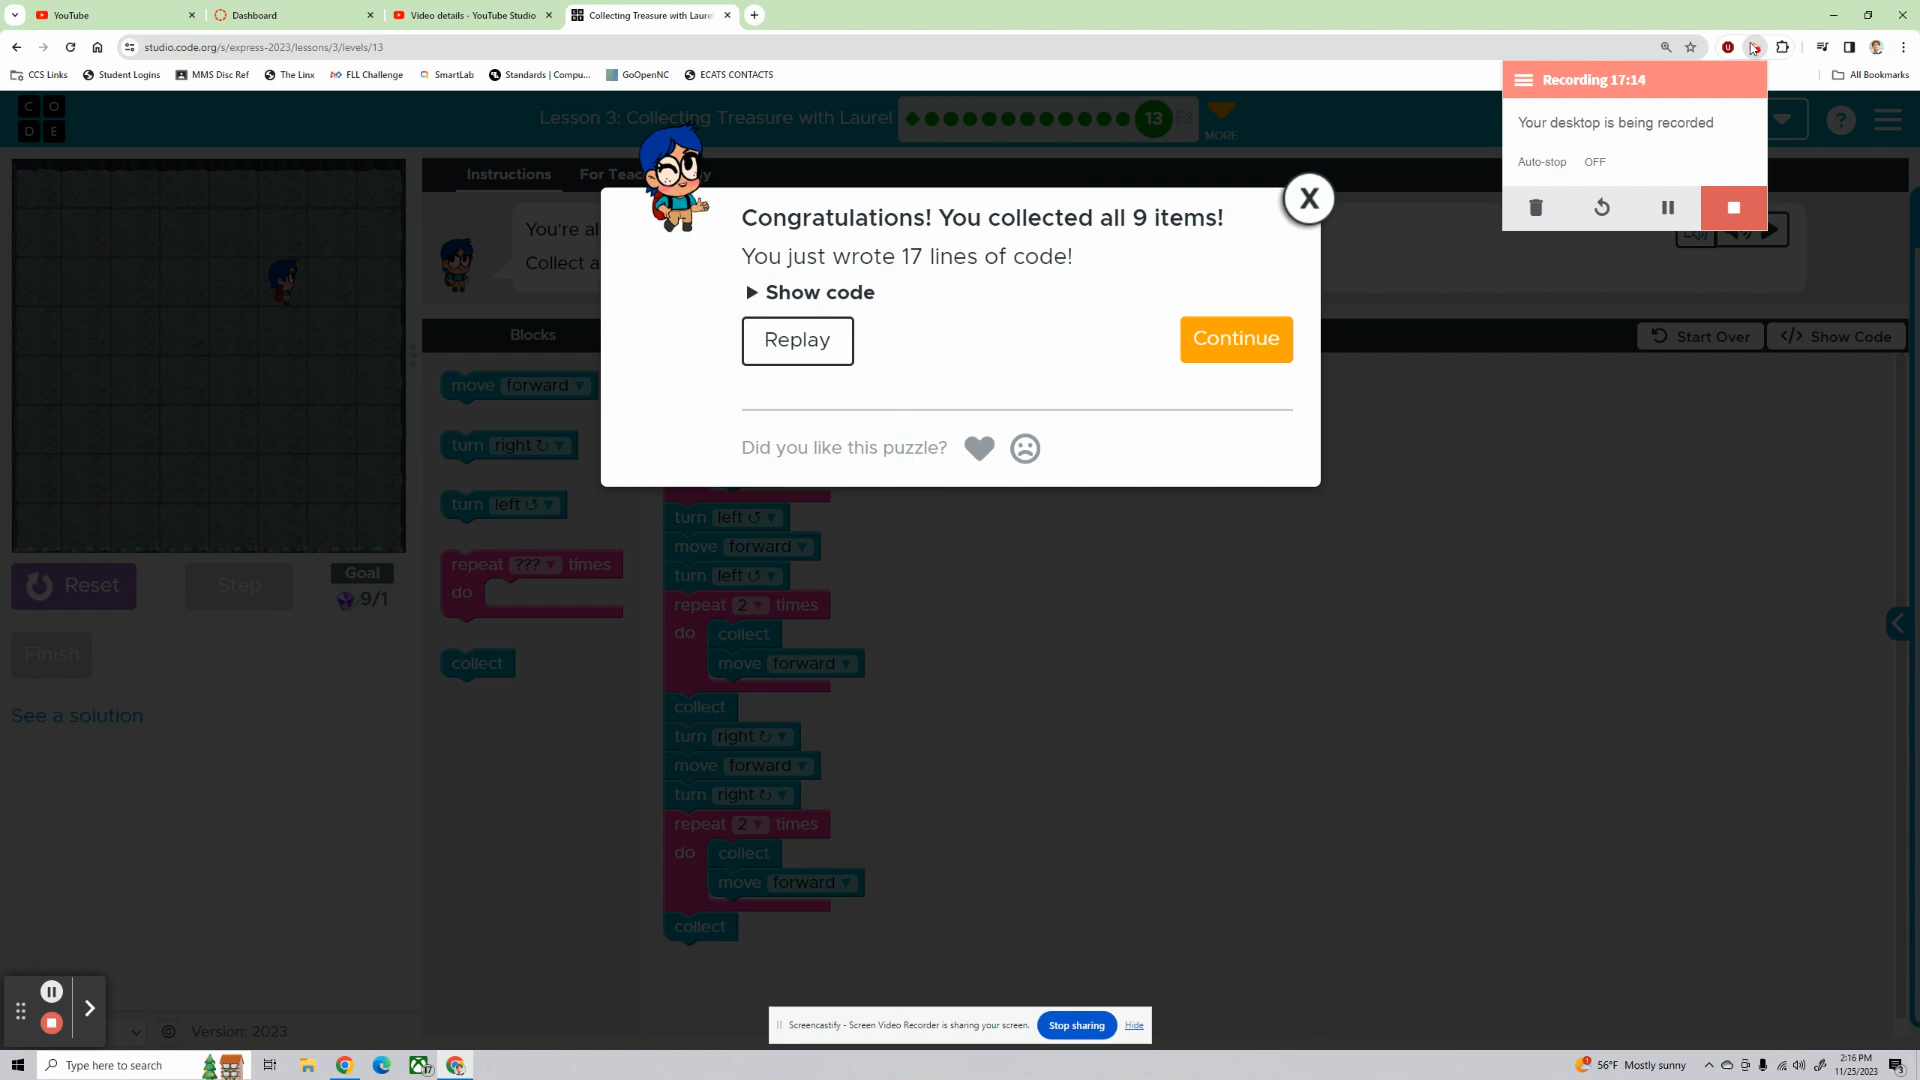 YouTube
Dashboard
Video details - YouTube Studio
Collecting Treasure with Laure
studio.code.org/s/express-2023/lessons/3/levels/13
CCS Links
Student Logins
MMS Disc Ref
The Linx
FLL Challenge
SmartLab
Standards | Compu...
GoOpenNC
ECATS CONTACTS
All Bookmarks
Recording 17:14
Your desktop is being recorded
Auto-stop OFF
C O
D E
Lesson 3: Collecting Treasure with Laurel
13
MORE
Instructions
For Teac
y
You're al
Collect a
Congratulations! You collected all 9 items!
You just wrote 17 lines of code!
Show code
Replay
Continue
Did you like this puzzle?
X
Blocks
Start Over
Show Code
move forward
turn right
turn left
repeat ??? times
do
collect
turn left
move forward
turn left
repeat 2 times
do collect
move forward
collect
turn right
move forward
turn right
repeat 2 times
do collect
move forward
collect
Reset
Step
Goal
9/1
Finish
See a solution
© Version: 2023
Screencastify - Screen Video Recorder is sharing your screen.
Stop sharing
Hide
Type here to search
17
56°F Mostly sunny
2:16 PM
11/25/2023
3